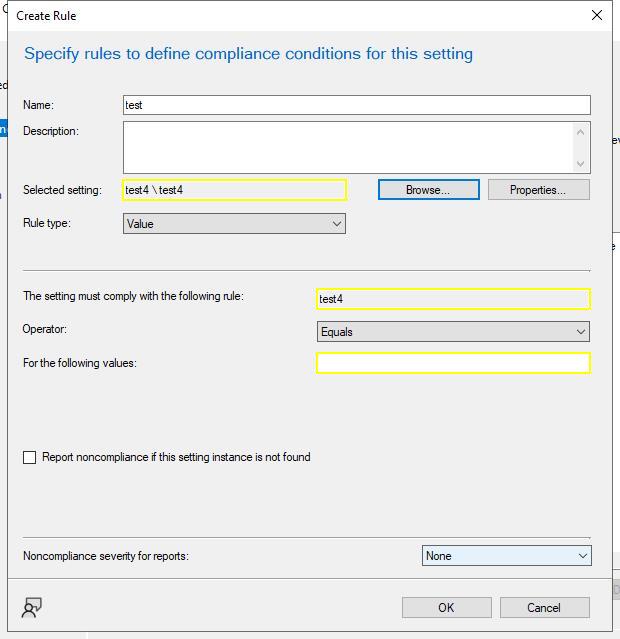 Create Rule
Specify rules to define compliance conditions for this setting
Name: test
Description:
Selected setting: test4 \ test4 Browse... Properties...
Rule type: Value
The setting must comply with the following rule: test4
Operator: Equals
For the following values:
Report noncompliance if this setting instance is not found
Noncompliance severity for reports: None
OK Cancel